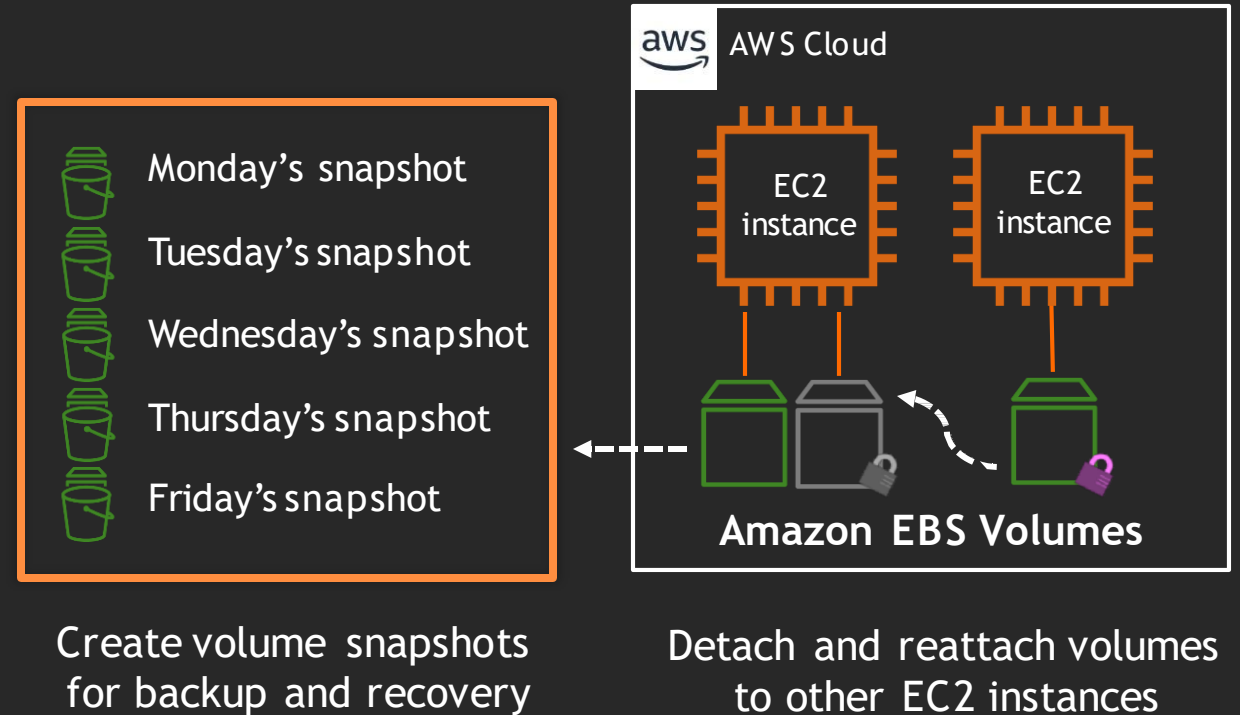 aws
AWS Cloud
Monday’s snapshot
Tuesday’s snapshot
Wednesday’s snapshot
Thursday’s snapshot
Friday’s snapshot
EC2
instance
EC2
instance
Amazon EBS Volumes
Create volume snapshots
for backup and recovery
Detach and reattach volumes
to other EC2 instances